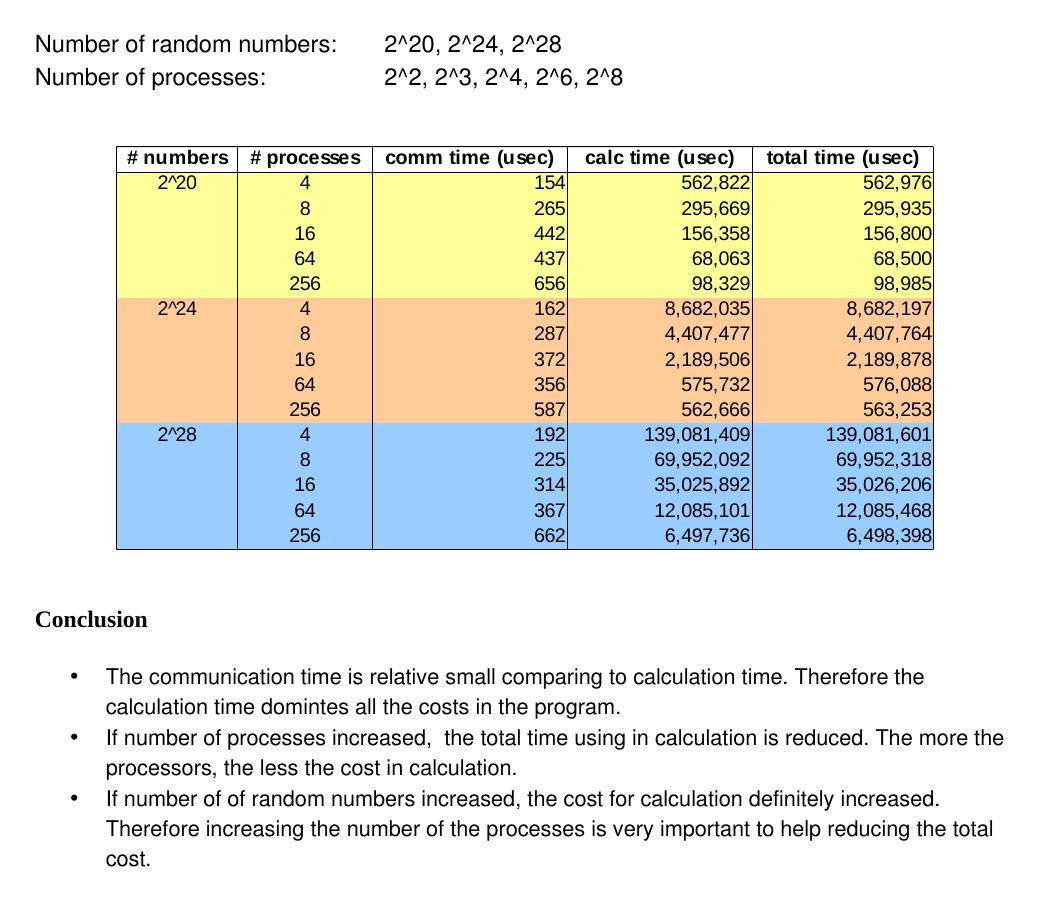 Number of random numbers: 2^20, 2^24, 2^28
Number of processes: 2^2, 2^3, 2^4, 2^6, 2^8
# numbers # processes comm time (usec) calc time (usec) total time (usec)
2^20 4 154 562,822 562,976
8 265 295,669 295,935
16 442 156,358 156,800
64 437 68,063 68,500
256 656 98,329 98,985
2^24 4 162 8,682,035 8,682,197
8 287 4,407,477 4,407,764
16 372 2,189,506 2,189,878
64 356 575,732 576,088
256 587 562,666 563,253
2^28 4 192 139,081,409 139,081,601
8 225 69,952,092 69,952,318
16 314 35,025,892 35,026,206
64 367 12,085,101 12,085,468
256 662 6,497,736 6,498,398
Conclusion
• The communication time is relative small comparing to calculation time. Therefore the
calculation time domintes all the costs in the program.
• If number of processes increased,  the total time using in calculation is reduced. The more the
processors, the less the cost in calculation.
• If number of of random numbers increased, the cost for calculation definitely increased.
Therefore increasing the number of the processes is very important to help reducing the total
cost.